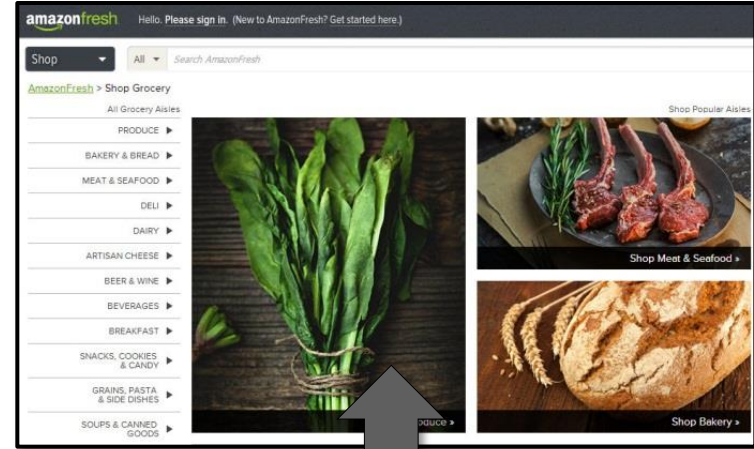 amazonfresh Hello. Please sign in. (New to AmazonFresh? Get started here.)
Shop All Search AmazonFresh
AmazonFresh > Shop Grocery
All Grocery Aisles
Shop Popular Aisles
PRODUCE
BAKERY & BREAD
MEAT & SEAFOOD
DELI
DAIRY
ARTISAN CHEESE
BEER & WINE
BEVERAGES
BREAKFAST
SNACKS, COOKIES
& CANDY
GRAINS, PASTA
& SIDE DISHES
SOUPS & CANNED
GOODS
Shop Meat & Seafood »
Shop Bakery »